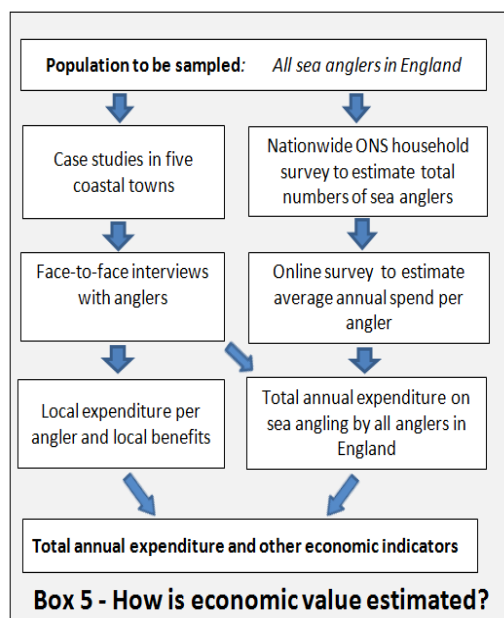 Population to be sampled: All sea anglers in England
Case studies in five
coastal towns
Nationwide ONS household
survey to estimate total
numbers of sea anglers
Face-to-face interviews
with anglers
Online survey to estimate
average annual spend per
angler
Local expenditure per
angler and local benefits
Total annual expenditure on
sea angling by all anglers in
England
Total annual expenditure and other economic indicators
Box 5 - How is economic value estimated?